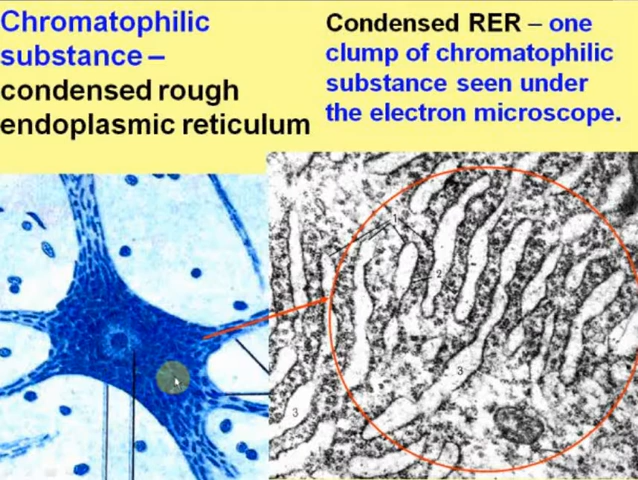 Chromatophilic
substance –
condensed rough
endoplasmic reticulum
Condensed RER – one
clump of chromatophilic
substance seen under
the electron microscope.
1
2
3
3